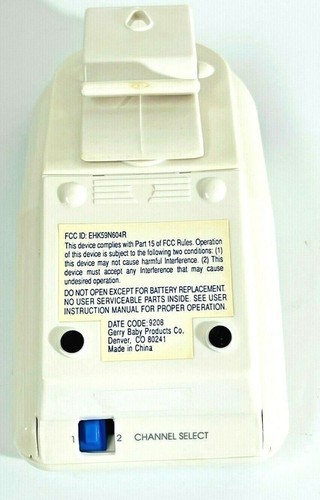 FCC ID: EHK59N604R
This device complies with Part 15 of FCC Rules. Operation
of this device is subject to the following two conditions: (1)
this device may not cause harmful Interference. (2) This
device must accept any Interference that may cause
undesired operation.
DO NOT OPEN EXCEPT FOR BATTERY REPLACEMENT.
NO USER SERVICEABLE PARTS INSIDE. SEE USER
INSTRUCTION MANUAL FOR PROPER OPERATION.
DATE CODE: 9208
Gerry Baby Products Co.
Denver, CO 80241
Made in China
1 2 CHANNEL SELECT